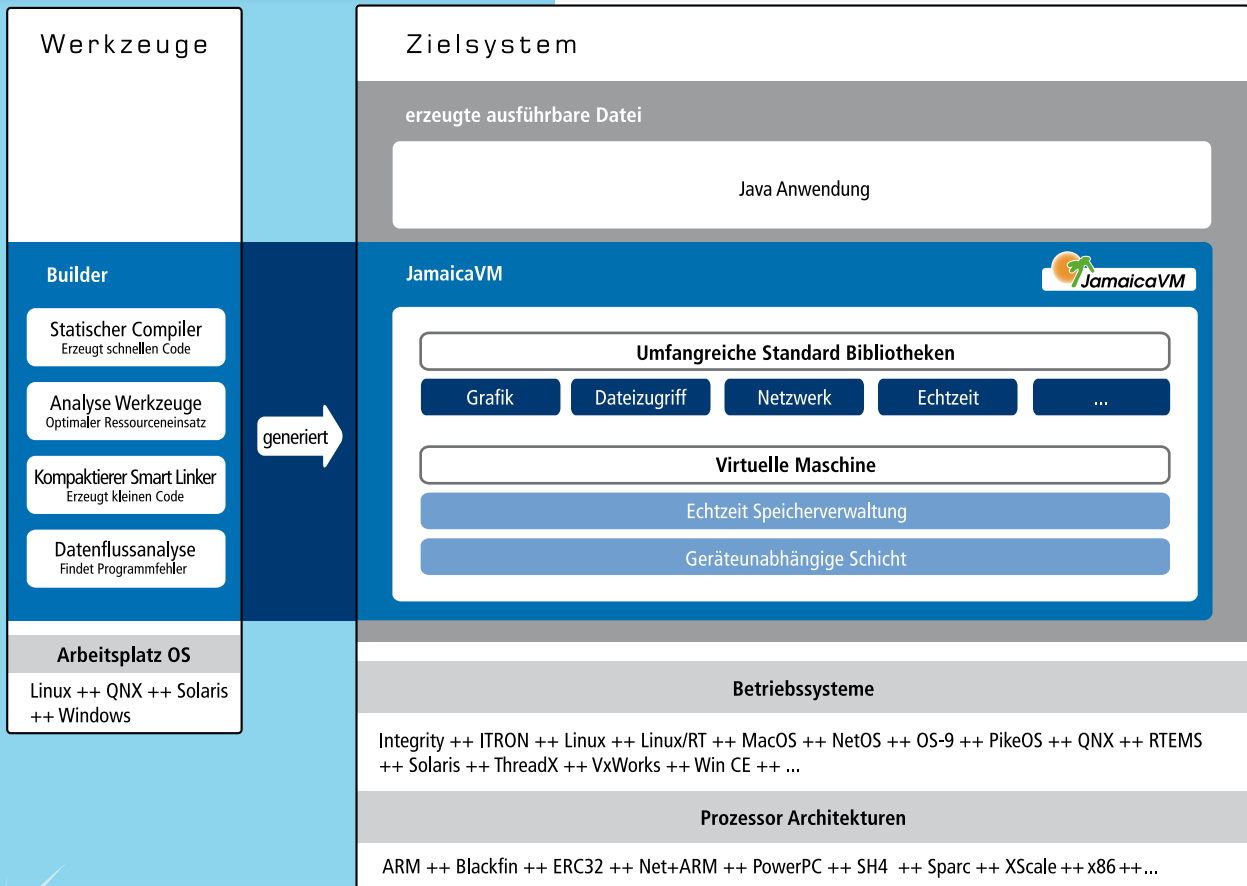 Werkzeuge
Builder
Statischer Compiler
Erzeugt schnellen Code
Analyse Werkzeuge
Optimaler Ressourceneinsatz
Kompaktierer Smart Linker
Erzeugt kleinen Code
Datenflussanalyse
Findet Programmfehler
Arbeitsplatz OS
Linux ++ QNX ++ Solaris
++ Windows
generiert
Zielsystem
erzeugte ausführbare Datei
Java Anwendung
JamaicaVM
JamaicaVM
Umfangreiche Standard Bibliotheken
Grafik
Dateizugriff
Netzwerk
Echtzeit
...
Virtuelle Maschine
Echtzeit Speicherverwaltung
Geräteunabhängige Schicht
Betriebssysteme
Integrity ++ ITRON ++ Linux ++ Linux/RT ++ MacOS ++ NetOS ++ OS-9 ++ PikeOS ++ QNX ++ RTEMS
++ Solaris ++ ThreadX ++ VxWorks ++ Win CE ++ ...
Prozessor Architekturen
ARM ++ Blackfin ++ ERC32 ++ Net+ARM ++ PowerPC ++ SH4 ++ Sparc ++ XScale ++ x86 ++...